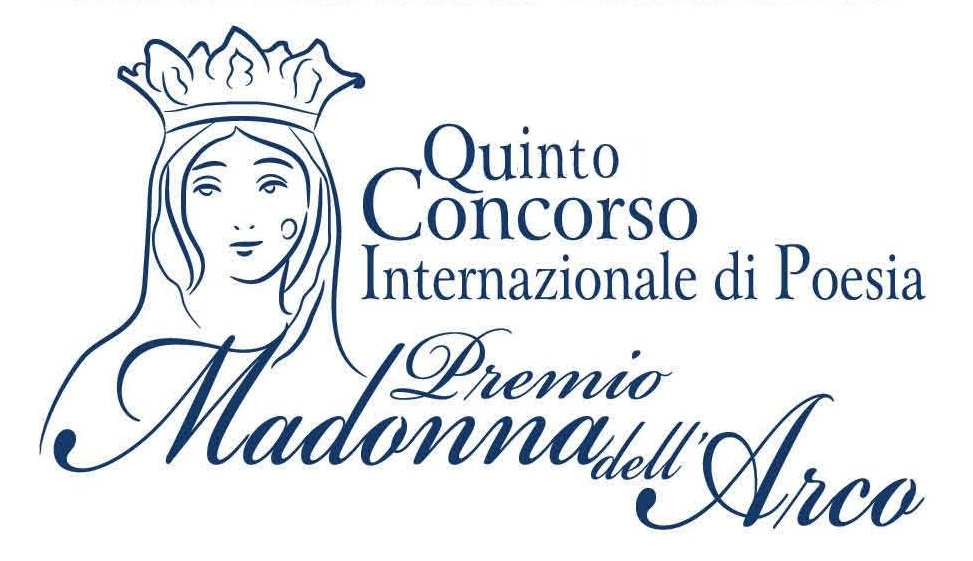 Quinto
Concorso
Internazionale di Poesia
Premio
Madonna dell'Arco